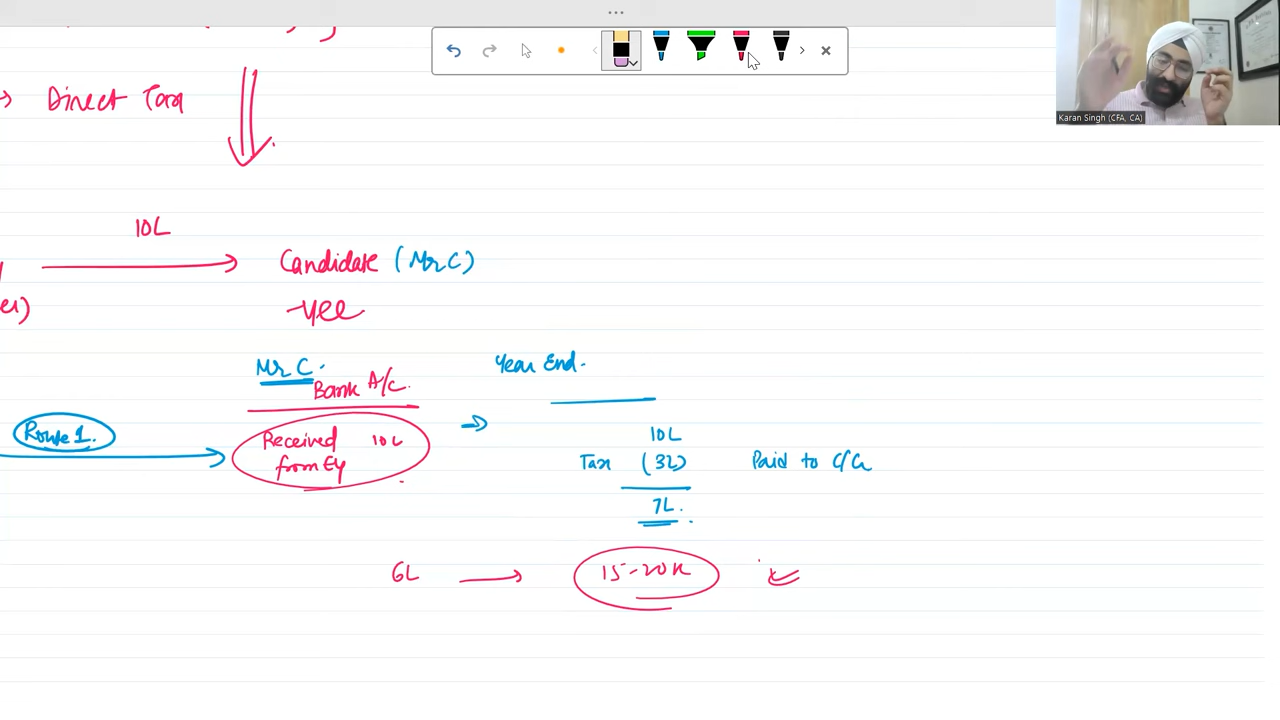 Karan Singh (CFA, CA)
Direct Tax
10L
Candidate (Mr C)
-yee
Mr C.
Bank A/c.
Year End.
Route 1.
Received 10L
from Ey
10L
Tax (3L) Paid to C/G
7L.
6L
15-20K